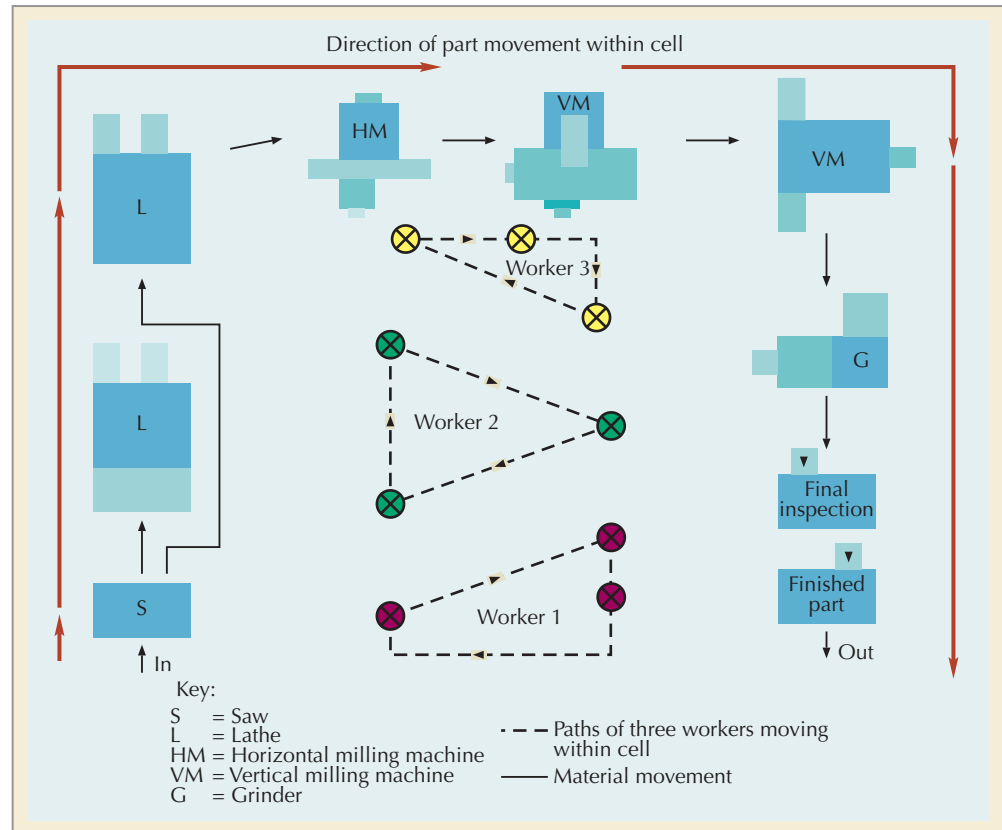 Direction of part movement within cell
HM
VM
VM
L
Worker 3
G
L
Worker 2
Final
inspection
S
Worker 1
Finished
part
In
Out
Key:
S = Saw
L = Lathe
HM = Horizontal milling machine
VM = Vertical milling machine
G = Grinder
Paths of three workers moving
within cell
Material movement